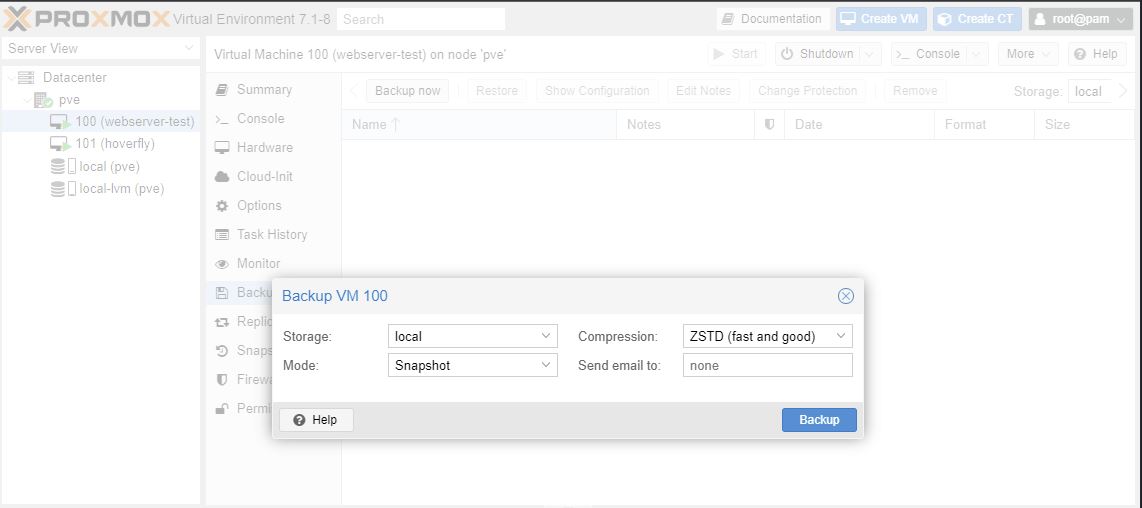 PROXMOX Virtual Environment 7.1-8 Search Documentation Create VM Create CT root@pam
Server View
Virtual Machine 100 (webserver-test) on node 'pve' Start Shutdown Console More Help
Datacenter
pve
100 (webserver-test)
101 (hoverfly)
local (pve)
local-lvm (pve)
Summary
Console
Hardware
Cloud-Init
Options
Task History
Monitor
Backu
Replic
Snaps
Firewa
Permi
Backup now Restore Show Configuration Edit Notes Change Protection Remove Storage: local
Name Notes Date Format Size
Backup VM 100
Storage: local Compression: ZSTD (fast and good)
Mode: Snapshot Send email to: none
Help Backup